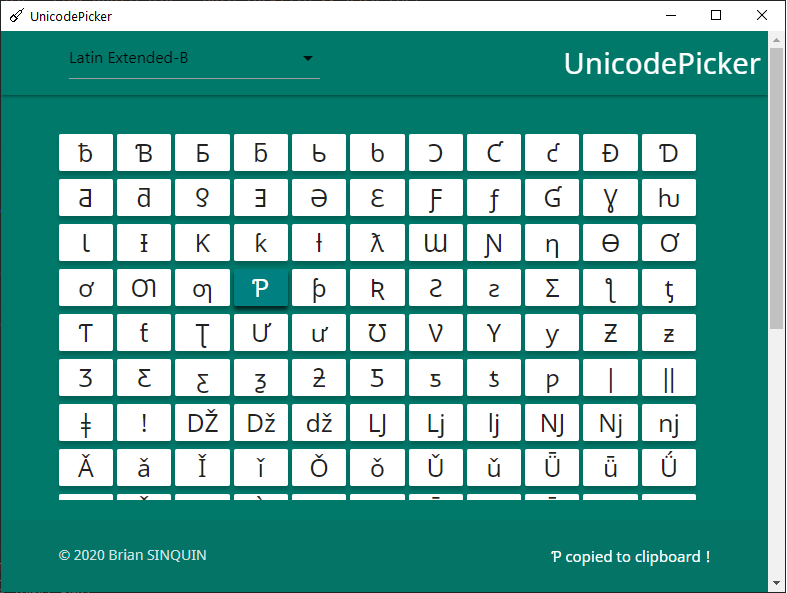 UnicodePicker
Latin Extended-B
UnicodePicker
ƀ Ɓ Ƃ ƃ Ƅ ƅ Ɔ Ƈ ƈ Ɖ Ɗ
Ƌ ƌ ƍ Ǝ Ə Ɛ Ƒ ƒ Ɠ Ɣ ƕ
Ɩ Ɨ Ƙ ƙ ƚ ƛ Ɯ Ɲ ƞ Ɵ Ơ
ơ Ƣ ƣ Ƥ ƥ Ʀ Ƨ ƨ Ʃ ƪ ƫ
Ƭ ƭ Ʈ Ư ư Ʊ Ʋ Ƴ ƴ Ƶ ƶ
Ʒ Ƹ ƹ ƺ ƻ Ƽ ƽ ƾ ƿ ǀ ǁ
ǂ ǃ DŽ Dž dž LJ Lj lj NJ Nj nj
Ǎ ǎ Ǐ ǐ Ǒ ǒ Ǔ ǔ Ǖ ǖ Ǘ
© 2020 Brian SINQUIN
Ƥ copied to clipboard !